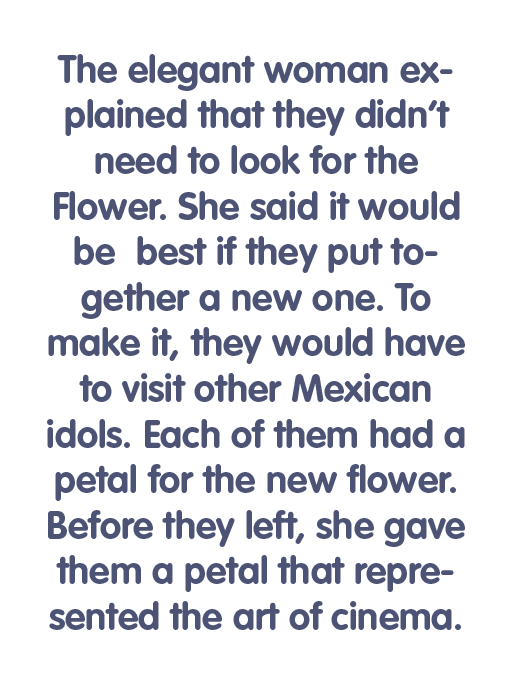 The elegant woman ex-
plained that they didn't
need to look for the
Flower. She said it would
be  best if they put to-
gether a new one. To
make it, they would have
to visit other Mexican
idols. Each of them had a
petal for the new flower.
Before they left, she gave
them a petal that repre-
sented the art of cinema.